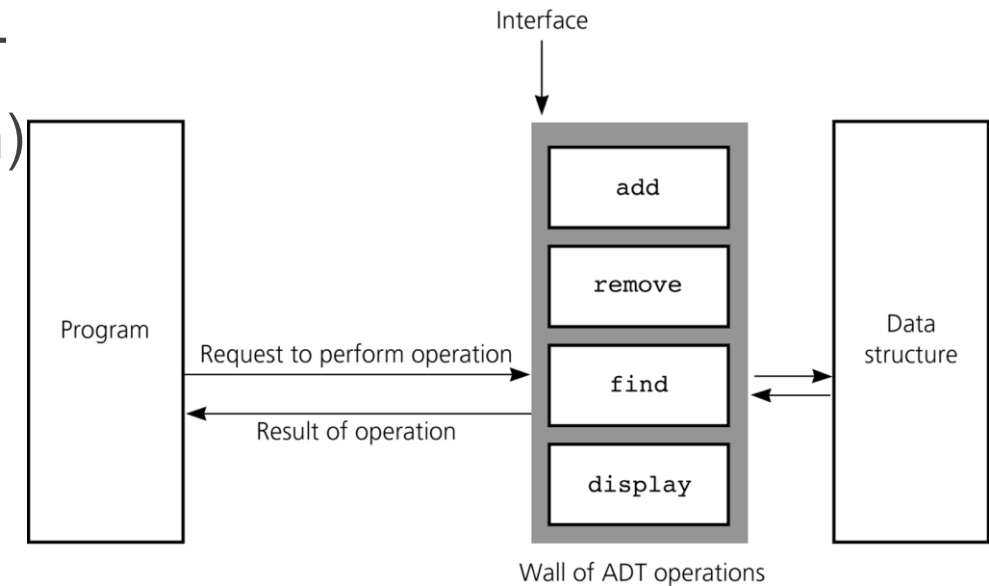 Interface
add
remove
Program
Data
structure
Request to perform operation
find
Result of operation
display
Wall of ADT operations